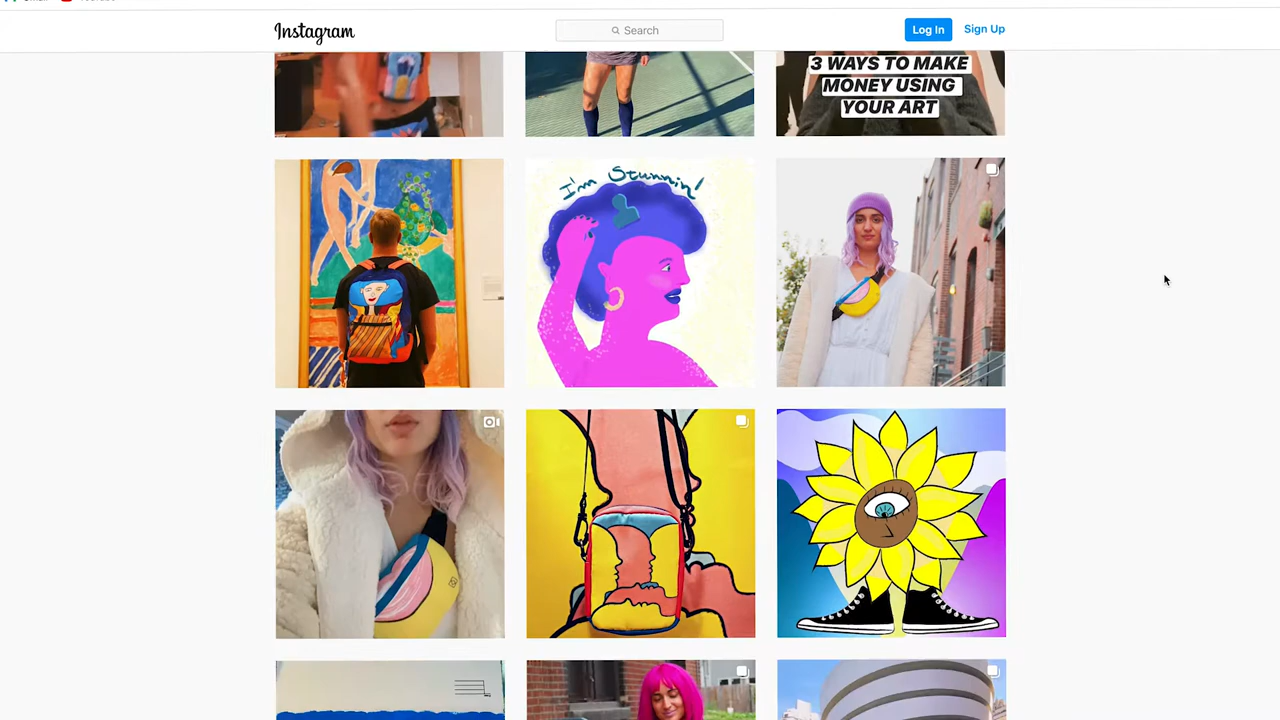 Instagram
Search
Log In
Sign Up
3 WAYS TO MAKE
MONEY USING
YOUR ART
I'm Stunnin!